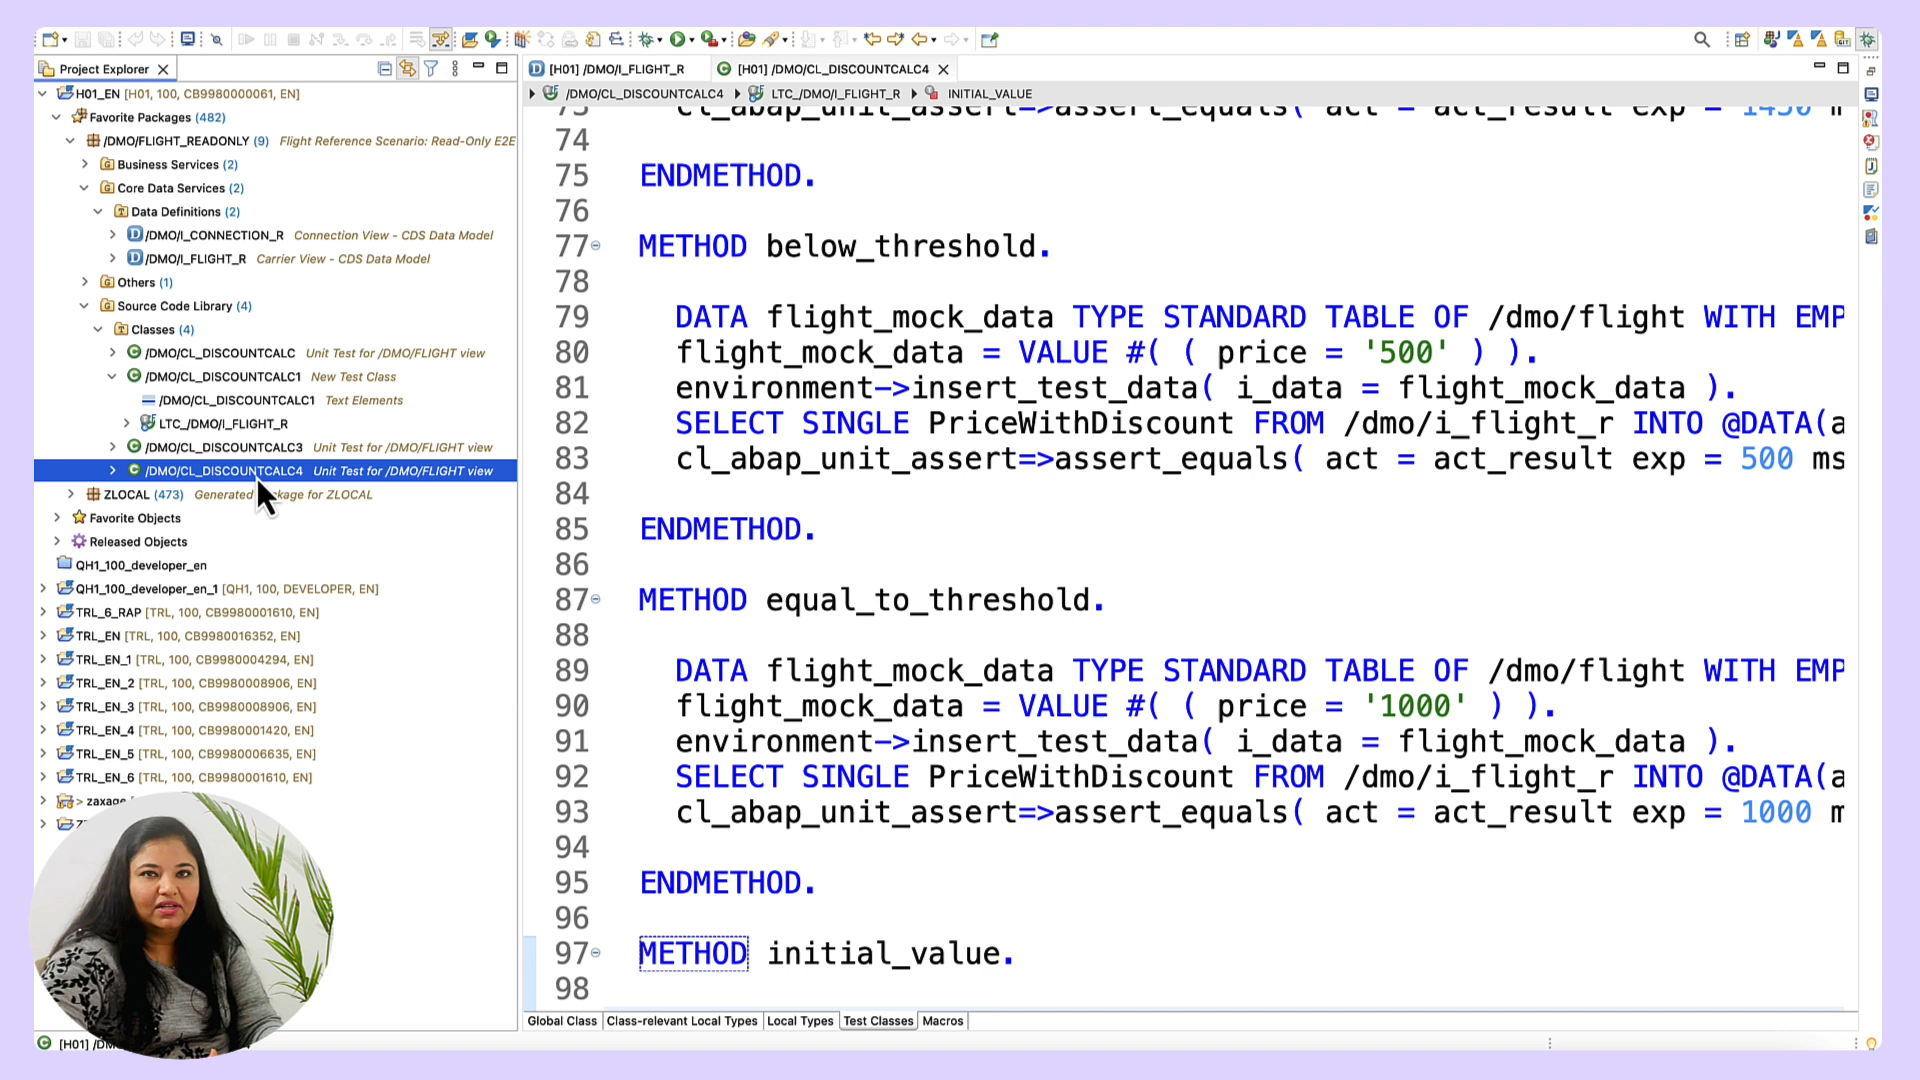 Project Explorer
H01_EN [H01, 100, CB9980000061, EN]
Favorite Packages (482)
/DMO/FLIGHT_READONLY (9) Flight Reference Scenario: Read-Only E2E
Business Services (2)
Core Data Services (2)
Data Definitions (2)
/DMO/I_CONNECTION_R Connection View - CDS Data Model
/DMO/I_FLIGHT_R Carrier View - CDS Data Model
Others (1)
Source Code Library (4)
Classes (4)
/DMO/CL_DISCOUNTCALC Unit Test for /DMO/FLIGHT view
/DMO/CL_DISCOUNTCALC1 New Test Class
/DMO/CL_DISCOUNTCALC1 Text Elements
LTC_/DMO/I_FLIGHT_R
/DMO/CL_DISCOUNTCALC3 Unit Test for /DMO/FLIGHT view
/DMO/CL_DISCOUNTCALC4 Unit Test for /DMO/FLIGHT view
ZLOCAL (473) Generated for ZLOCAL
Favorite Objects
Released Objects
QH1_100_developer_en
QH1_100_developer_en_1 [QH1, 100, DEVELOPER, EN]
TRL_6_RAP [TRL, 100, CB9980001610, EN]
TRL_EN [TRL, 100, CB9980016352, EN]
TRL_EN_1 [TRL, 100, CB9980004294, EN]
TRL_EN_2 [TRL, 100, CB9980008906, EN]
TRL_EN_3 [TRL, 100, CB9980008906, EN]
TRL_EN_4 [TRL, 100, CB9980001420, EN]
TRL_EN_5 [TRL, 100, CB9980006635, EN]
TRL_EN_6 [TRL, 100, CB9980001610, EN]
> zaxage
[H01] /DM
[H01] /DMO/I_FLIGHT_R [H01] /DMO/CL_DISCOUNTCALC4
/DMO/CL_DISCOUNTCALC4 LTC_/DMO/I_FLIGHT_R INITIAL_VALUE
73 cl_abap_unit_assert=>assert_equals( act = act_result exp = 1450 m
74
75 ENDMETHOD.
76
77 METHOD below_threshold.
78
79 DATA flight_mock_data TYPE STANDARD TABLE OF /dmo/flight WITH EMP
80 flight_mock_data = VALUE #( ( price = '500' ) ).
81 environment->insert_test_data( i_data = flight_mock_data ).
82 SELECT SINGLE PriceWithDiscount FROM /dmo/i_flight_r INTO @DATA(a
83 cl_abap_unit_assert=>assert_equals( act = act_result exp = 500 ms
84
85 ENDMETHOD.
86
87 METHOD equal_to_threshold.
88
89 DATA flight_mock_data TYPE STANDARD TABLE OF /dmo/flight WITH EMP
90 flight_mock_data = VALUE #( ( price = '1000' ) ).
91 environment->insert_test_data( i_data = flight_mock_data ).
92 SELECT SINGLE PriceWithDiscount FROM /dmo/i_flight_r INTO @DATA(a
93 cl_abap_unit_assert=>assert_equals( act = act_result exp = 1000 m
94
95 ENDMETHOD.
96
97 METHOD initial_value.
98
Global Class Class-relevant Local Types Local Types Test Classes Macros